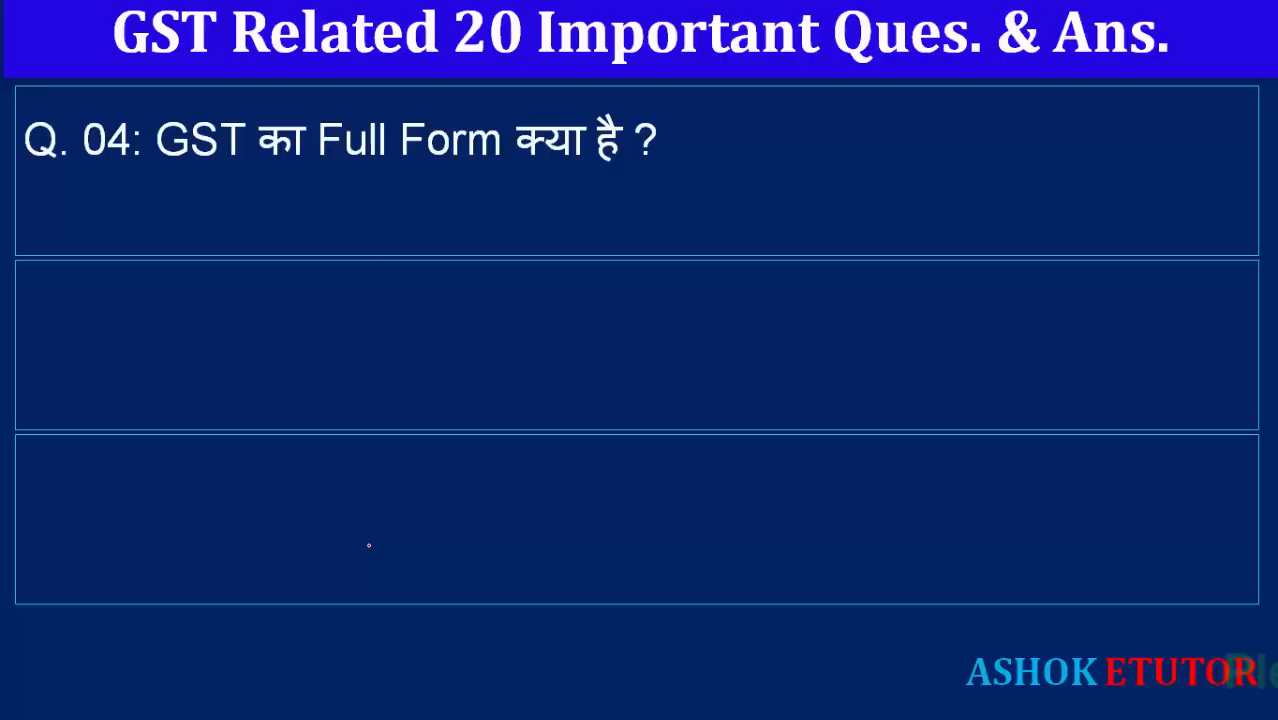 GST Related 20 Important Ques. & Ans.
Q. 04: GST का Full Form क्या है ?
ASHOK ETUTOR